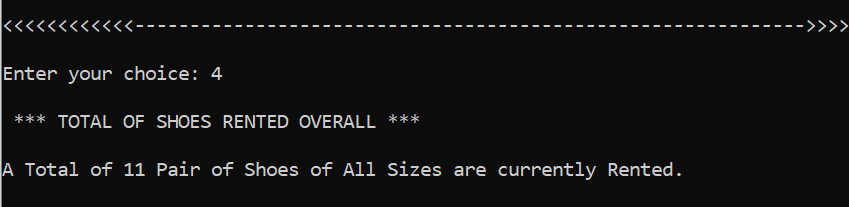 <<<<<<<<<<<<------------------------------------------------------------->>>>
Enter your choice: 4
*** TOTAL OF SHOES RENTED OVERALL ***
A Total of 11 Pair of Shoes of All Sizes are currently Rented.